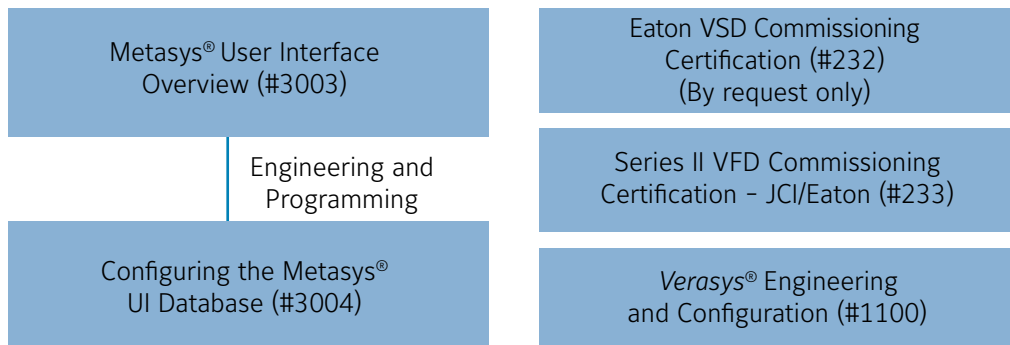 Metasys® User Interface
Overview (#3003)
Engineering and
Programming
Configuring the Metasys®
UI Database (#3004)
Eaton VSD Commissioning
Certification (#232)
(By request only)
Series II VFD Commissioning
Certification – JCI/Eaton (#233)
Verasys® Engineering
and Configuration (#1100)